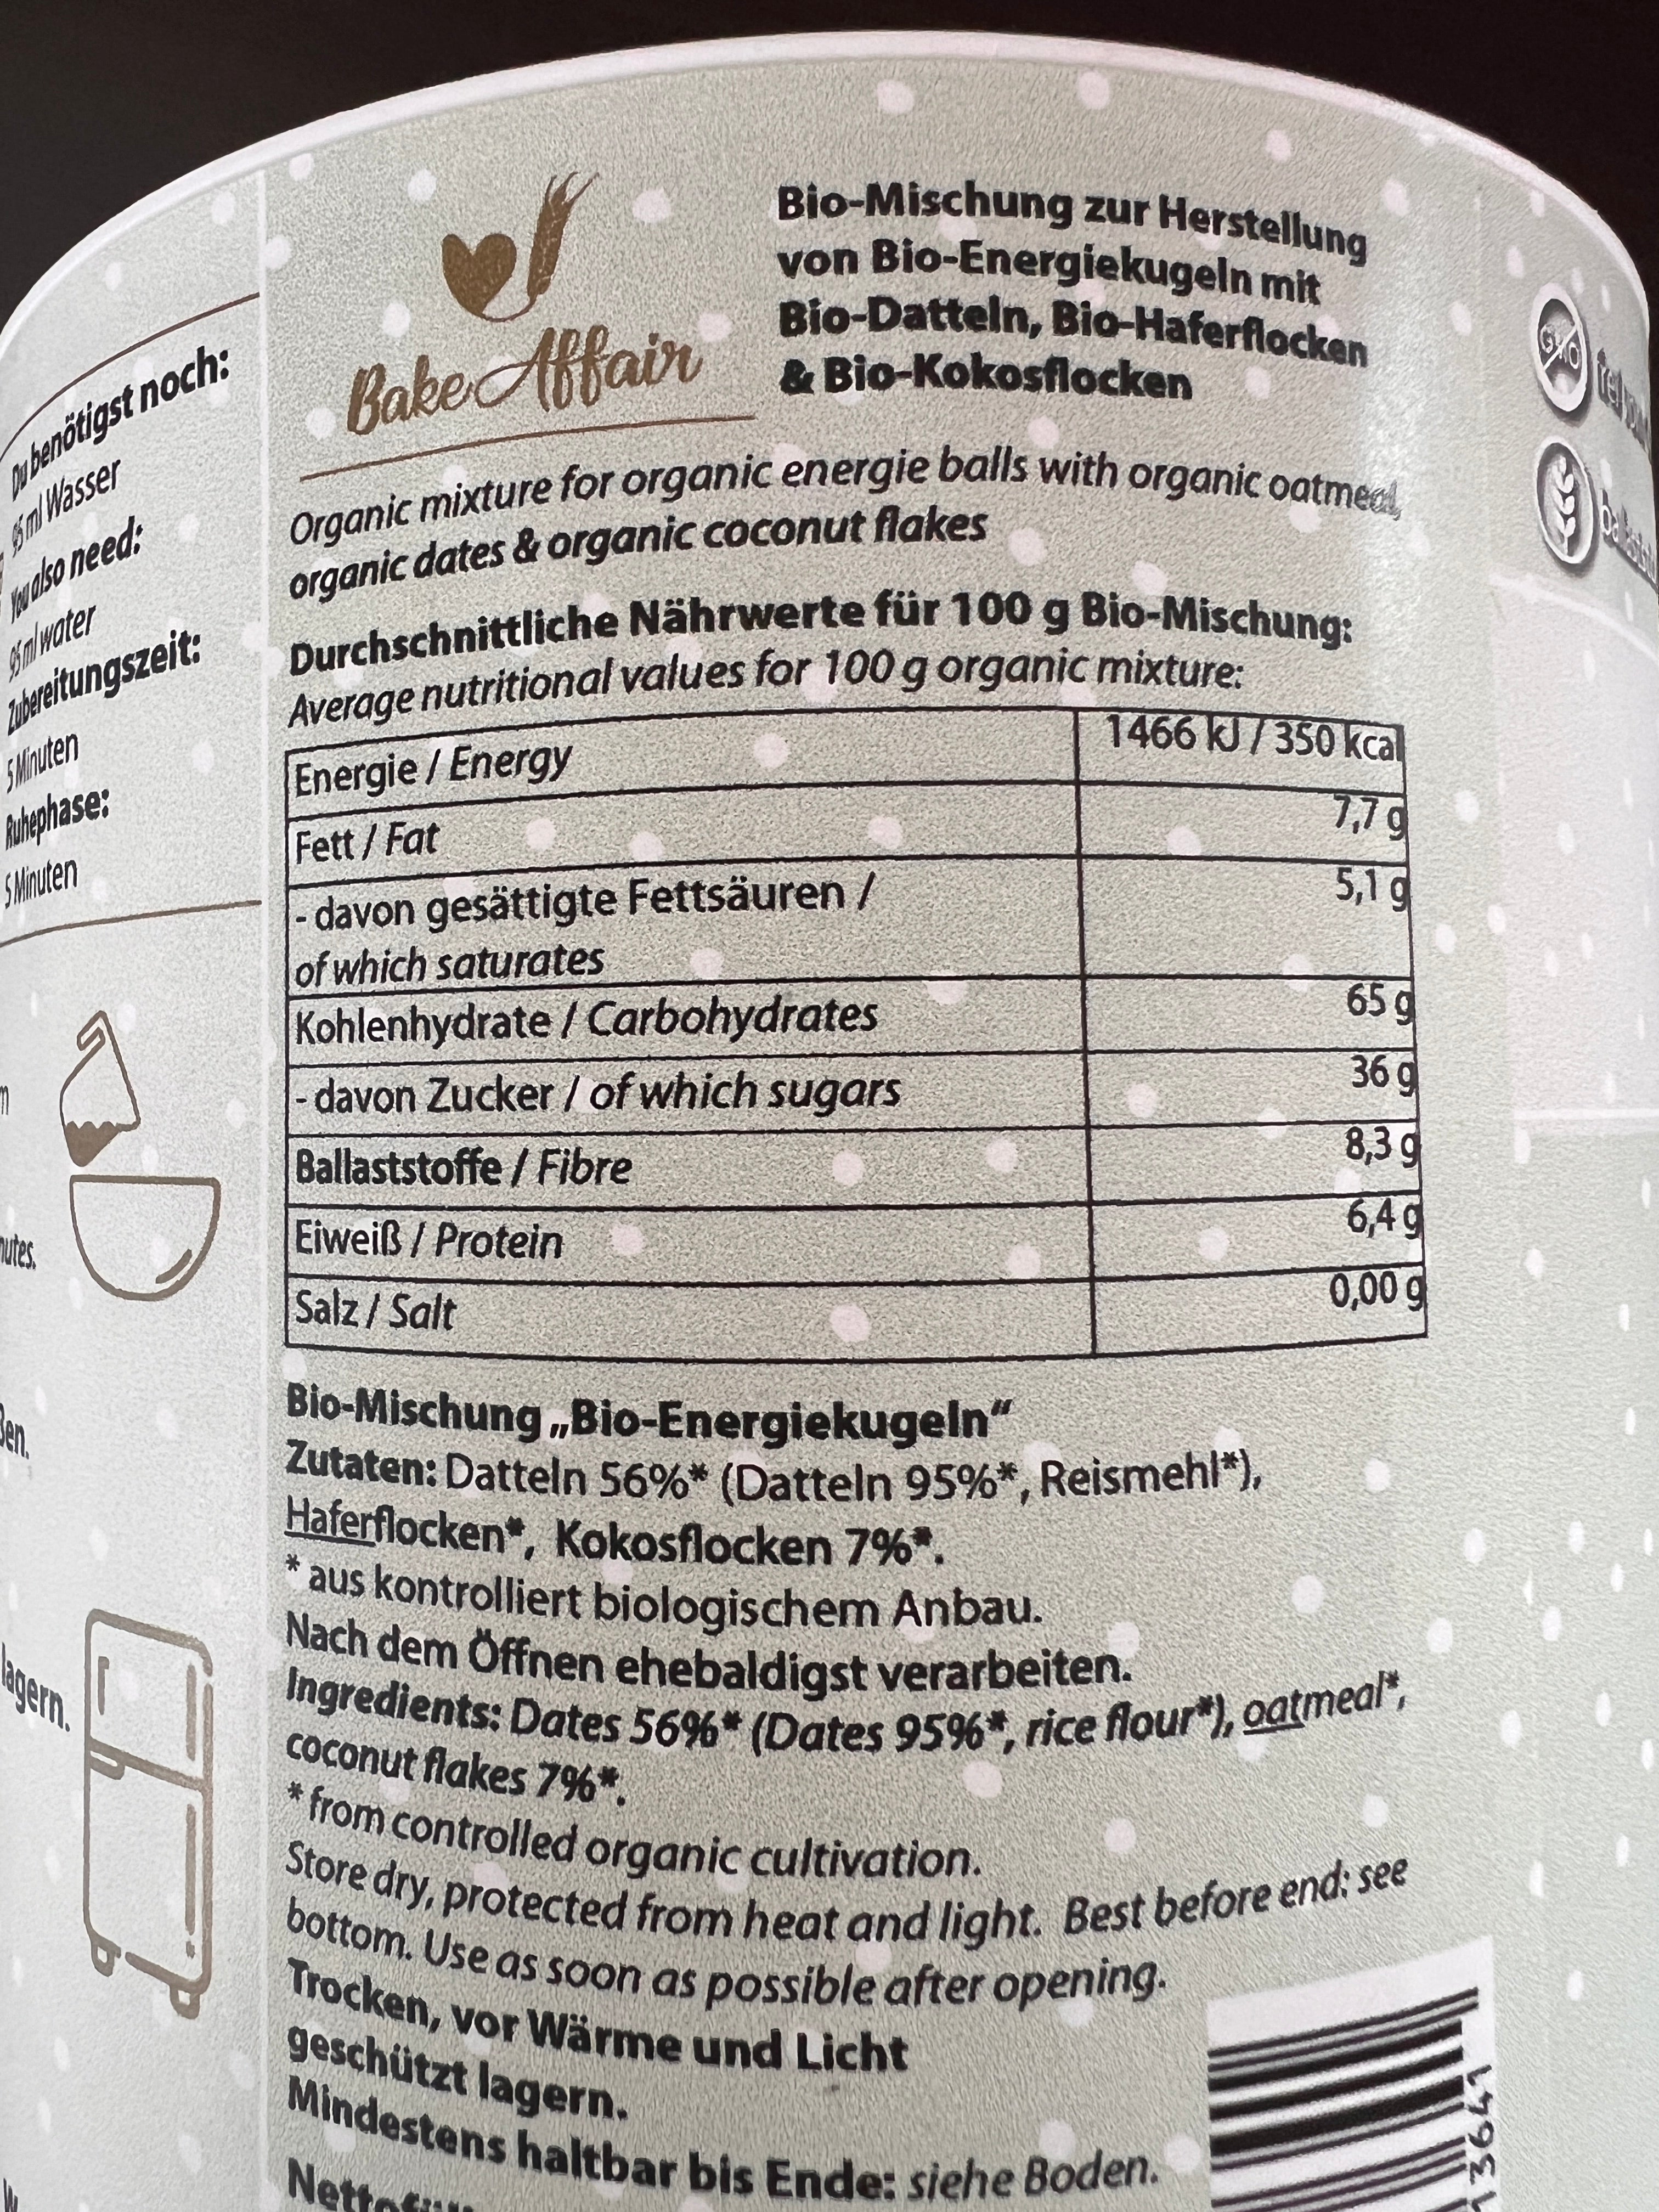 Du benötigst noch:
95 ml Wasser
You also need:
95 ml water
Zubereitungszeit:
5 Minuten
Ruhephase:
5 Minuten
nutes.
lagern.
Bake Affair
Bio-Mischung zur Herstellung
von Bio-Energiekugeln mit
Bio-Datteln, Bio-Haferflocken
& Bio-Kokosflocken
Organic mixture for organic energie balls with organic oatmeal,
organic dates & organic coconut flakes
Durchschnittliche Nährwerte für 100 g Bio-Mischung:
Average nutritional values for 100 g organic mixture:
Energie / Energy 1466 kJ / 350 kcal
Fett / Fat 7,7 g
- davon gesättigte Fettsäuren / 5,1 g
of which saturates
Kohlenhydrate / Carbohydrates 65 g
- davon Zucker / of which sugars 36 g
Ballaststoffe / Fibre 8,3 g
Eiweiß / Protein 6,4 g
Salz / Salt 0,00 g
Bio-Mischung „Bio-Energiekugeln“
Zutaten: Datteln 56%* (Datteln 95%*, Reismehl*),
Haferflocken*, Kokosflocken 7%*.
* aus kontrolliert biologischem Anbau.
Nach dem Öffnen ehebaldigst verarbeiten.
Ingredients: Dates 56%* (Dates 95%*, rice flour*), oatmeal*,
coconut flakes 7%*.
* from controlled organic cultivation.
Store dry, protected from heat and light. Best before end: see
bottom. Use as soon as possible after opening.
Trocken, vor Wärme und Licht
geschützt lagern.
Mindestens haltbar bis Ende: siehe Boden.
13641
GMO